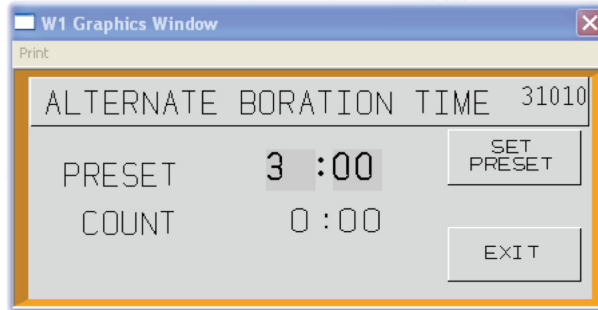 W1 Graphics Window
Print
ALTERNATE BORATION TIME 31010
PRESET 3 :00
SET
PRESET
COUNT 0:00
EXIT